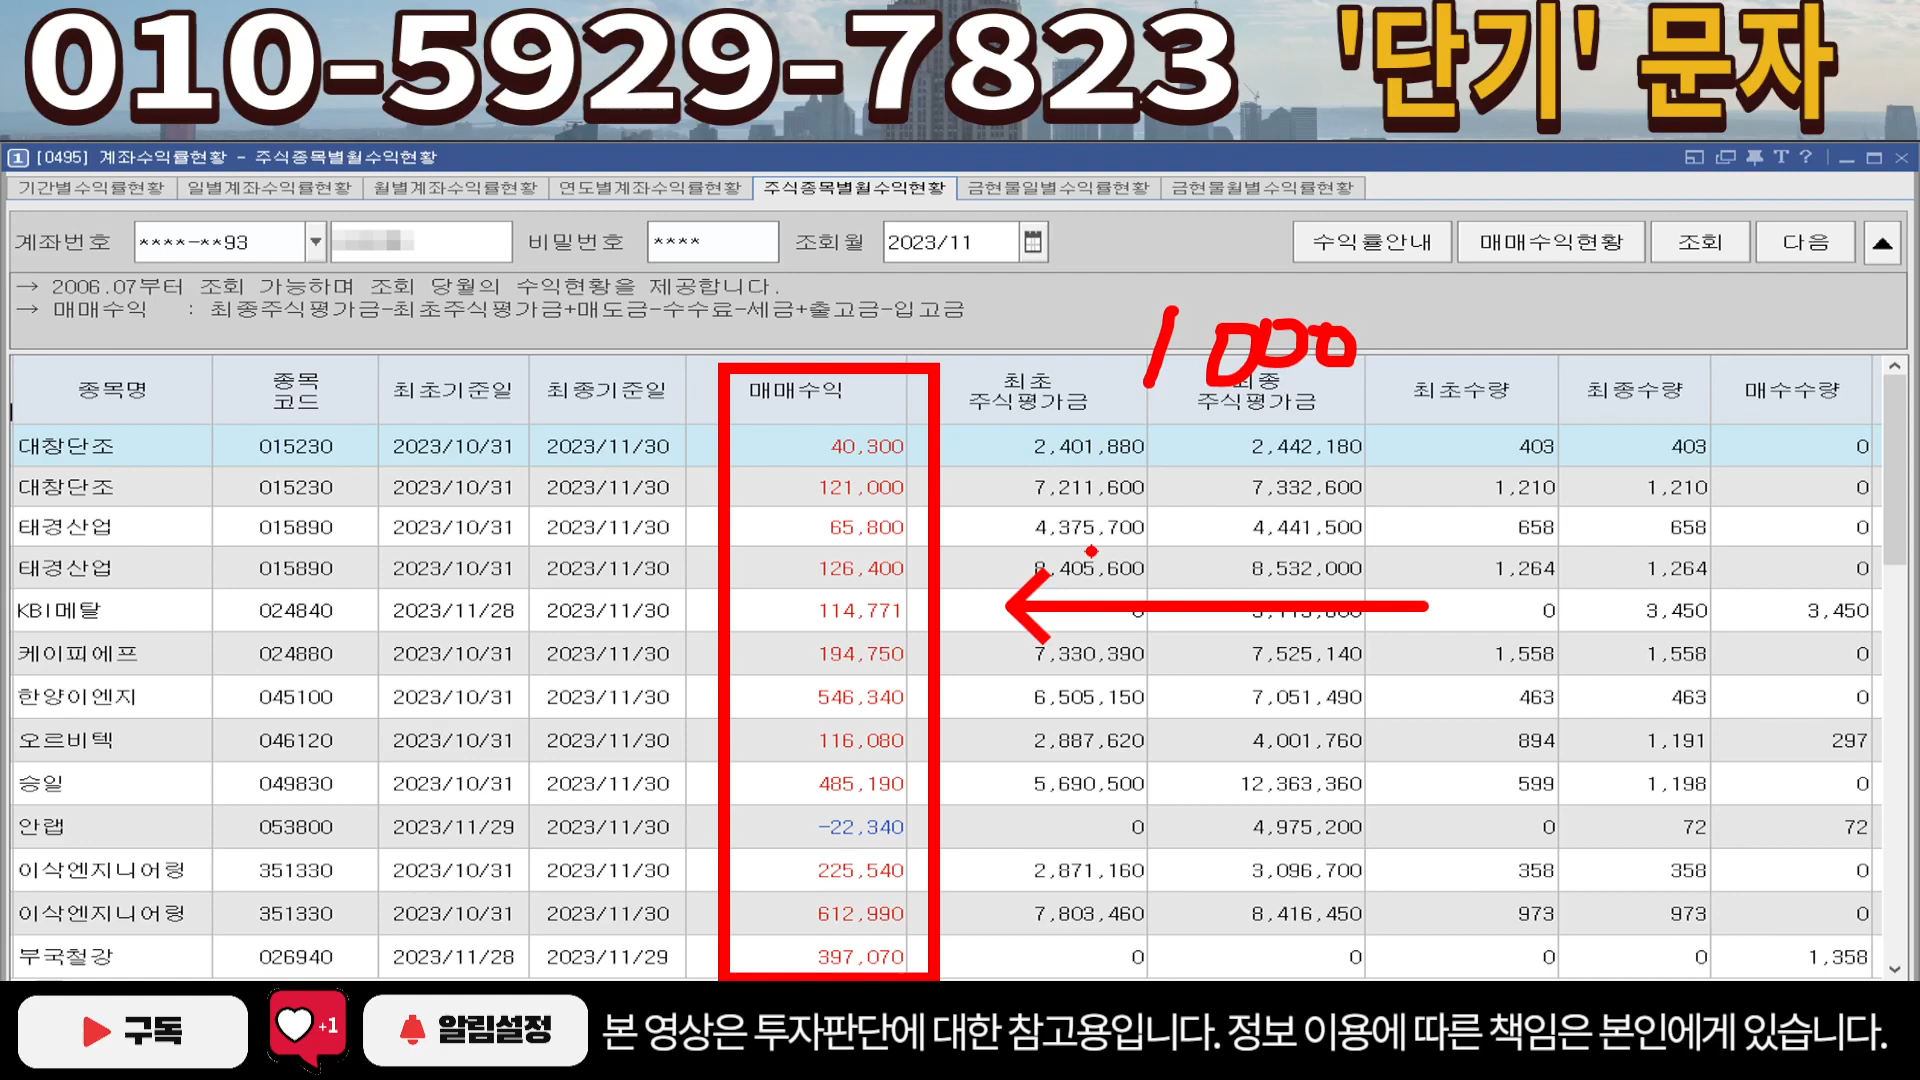 010-5929-7823 '단기' 문자
1 [0495] 계좌수익률현황 - 주식종목별월수익현황
기간별수익률현황 일별계좌수익률현황 월별계좌수익률현황 연도별계좌수익률현황 주식종목별월수익현황 금현물일별수익률현황 금현물월별수익률현황
계좌번호 ****-**93 비밀번호 **** 조회월 2023/11 수익률안내 매매수익현황 조회 다음
→ 2006.07부터 조회 가능하며 조회 당월의 수익현황을 제공합니다.
→ 매매수익 : 최종주식평가금-최초주식평가금+매도금-수수료-세금+출고금-입고금
1000
종목명 종목 코드 최초기준일 최종기준일 매매수익 최초 주식평가금 최종 주식평가금 최초수량 최종수량 매수수량
대창단조 015230 2023/10/31 2023/11/30 40,300 2,401,880 2,442,180 403 403 0
대창단조 015230 2023/10/31 2023/11/30 121,000 7,211,600 7,332,600 1,210 1,210 0
태경산업 015890 2023/10/31 2023/11/30 65,800 4,375,700 4,441,500 658 658 0
태경산업 015890 2023/10/31 2023/11/30 126,400 8,405,600 8,532,000 1,264 1,264 0
KBI메탈 024840 2023/11/28 2023/11/30 114,771 0 0 3,450 3,450
케이피에프 024880 2023/10/31 2023/11/30 194,750 7,330,390 7,525,140 1,558 1,558 0
한양이엔지 045100 2023/10/31 2023/11/30 546,340 6,505,150 7,051,490 463 463 0
오르비텍 046120 2023/10/31 2023/11/30 116,080 2,887,620 4,001,760 894 1,191 297
승일 049830 2023/10/31 2023/11/30 485,190 5,690,500 12,363,360 599 1,198 0
안랩 053800 2023/11/29 2023/11/30 -22,340 0 4,975,200 0 72 72
이삭엔지니어링 351330 2023/10/31 2023/11/30 225,540 2,871,160 3,096,700 358 358 0
이삭엔지니어링 351330 2023/10/31 2023/11/30 612,990 7,803,460 8,416,450 973 973 0
부국철강 026940 2023/11/28 2023/11/29 397,070 0 0 0 0 1,358
구독 +1 알림설정 본 영상은 투자판단에 대한 참고용입니다. 정보 이용에 따른 책임은 본인에게 있습니다.